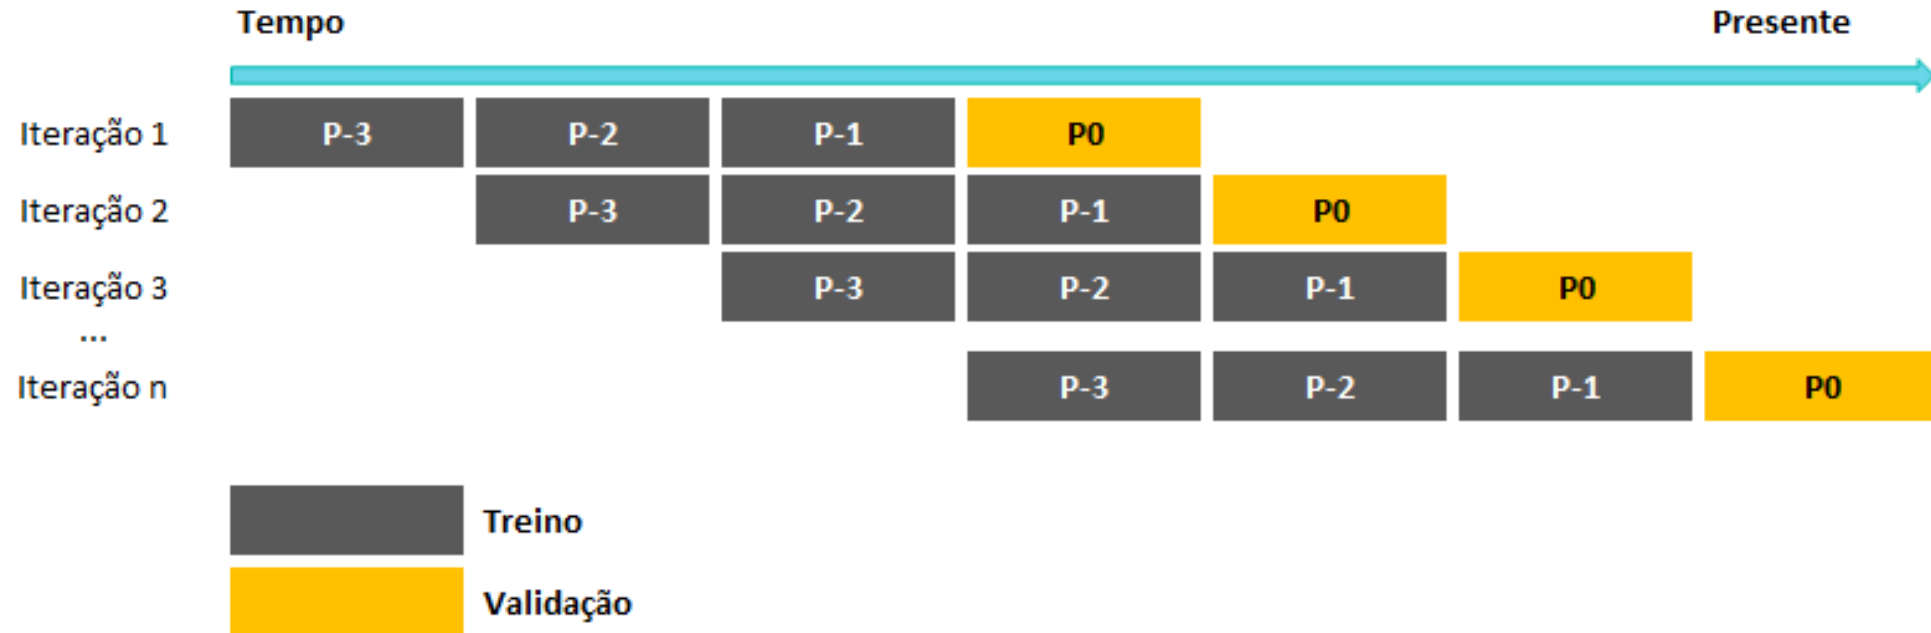 Tempo Presente
Iteração 1 P-3 P-2 P-1 P0
Iteração 2 P-3 P-2 P-1 P0
Iteração 3 P-3 P-2 P-1 P0
...
Iteração n P-3 P-2 P-1 P0
Treino
Validação